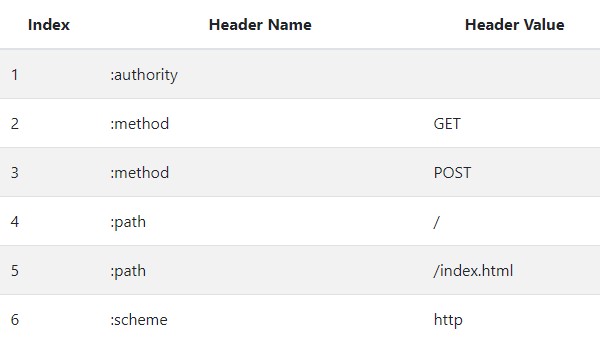 Index Header Name Header Value
1 :authority
2 :method GET
3 :method POST
4 :path /
5 :path /index.html
6 :scheme http